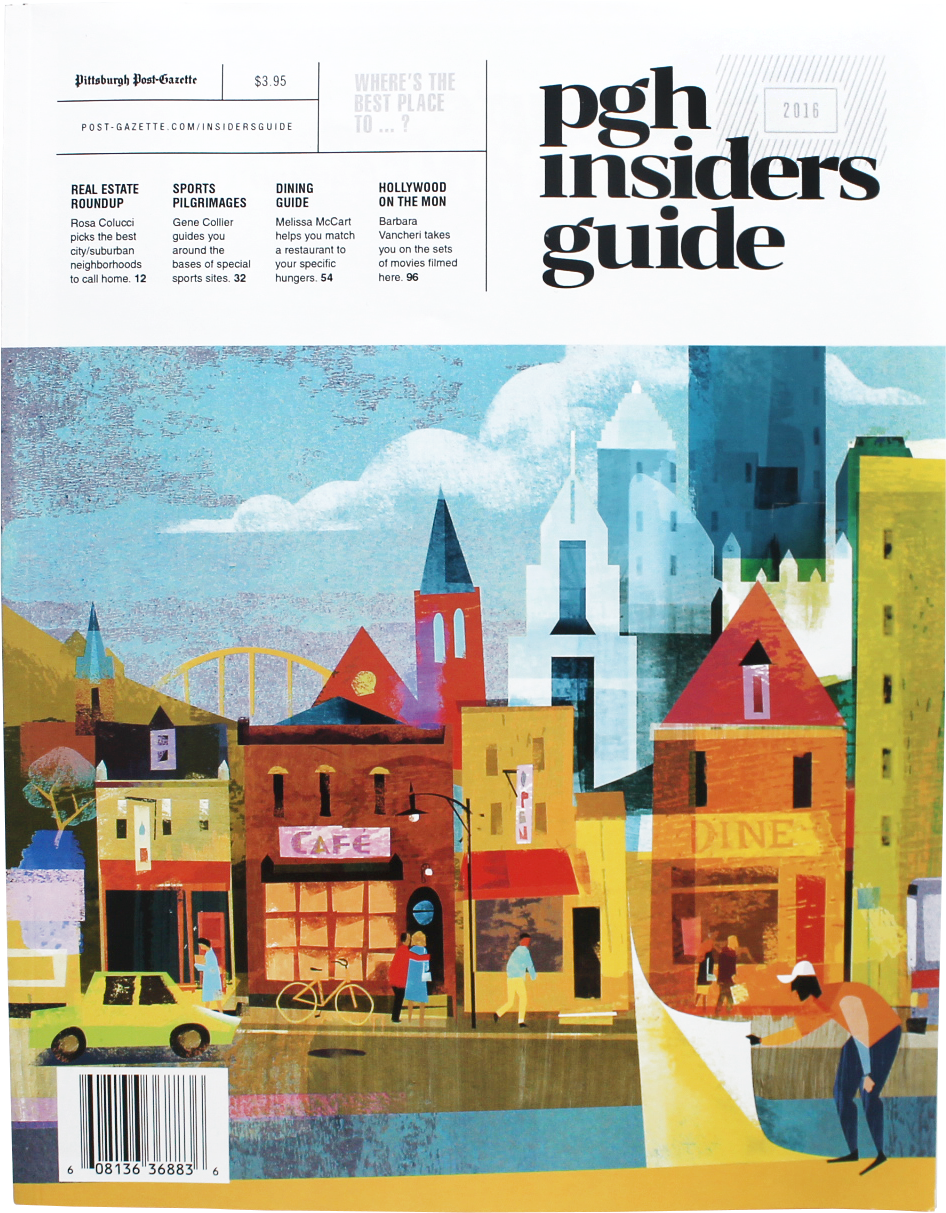 Pittsburgh Post-Gazette
$3.95
POST-GAZETTE.COM/INSIDERSGUIDE
WHERE'S THE
BEST PLACE
TO ... ?
pgh
insiders
guide
2016
REAL ESTATE
ROUNDUP
Rosa Colucci
picks the best
city/suburban
neighborhoods
to call home. 12
SPORTS
PILGRIMAGES
Gene Collier
guides you
around the
bases of special
sports sites. 32
DINING
GUIDE
Melissa McCart
helps you match
a restaurant to
your specific
hungers. 54
HOLLYWOOD
ON THE MON
Barbara
Vancheri takes
you on the sets
of movies filmed
here. 96
OPEN
CAFÉ
DINE
6 08136 36883 6